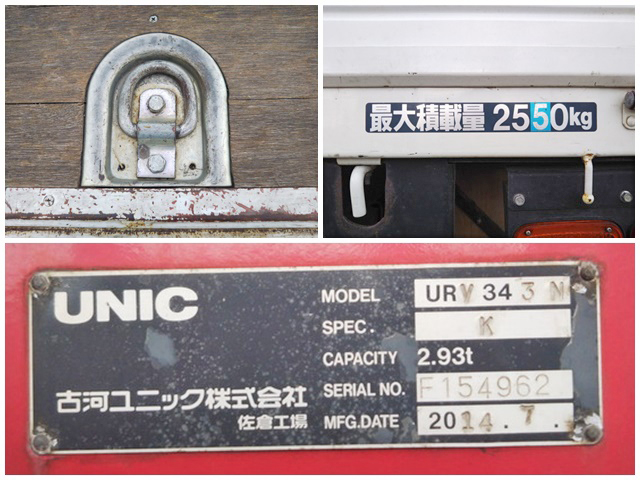 最大積載量 2550kg
UNIC
MODEL URV343N
SPEC. K
CAPACITY 2.93t
古河ユニック株式会社
SERIAL NO. F154962
佐倉工場
MFG.DATE 2014.7.